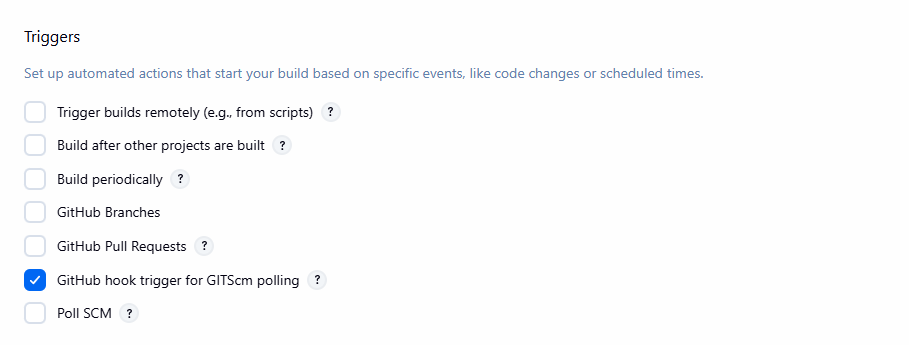 Triggers
Set up automated actions that start your build based on specific events, like code changes or scheduled times.
Trigger builds remotely (e.g., from scripts) ?
Build after other projects are built ?
Build periodically ?
GitHub Branches
GitHub Pull Requests ?
GitHub hook trigger for GITScm polling ?
Poll SCM ?